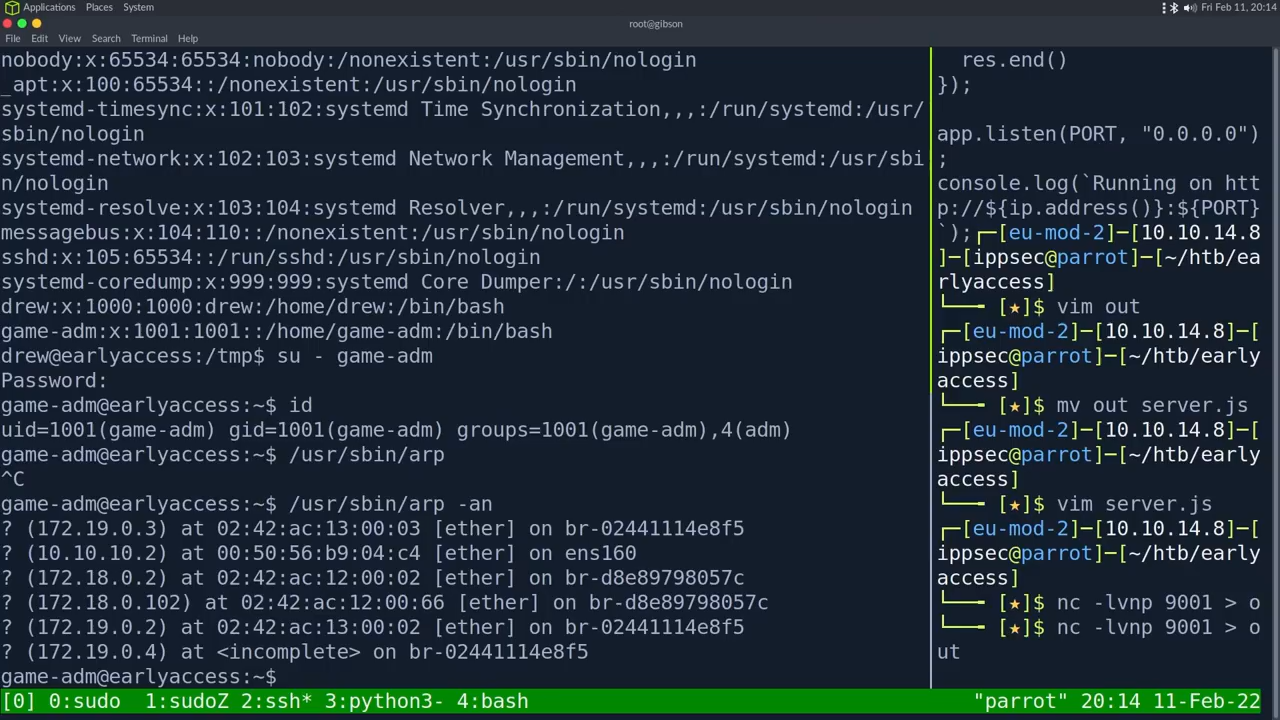 Applications Places System
Fri Feb 11, 20:14
root@gibson
File Edit View Search Terminal Help
nobody:x:65534:65534:nobody:/nonexistent:/usr/sbin/nologin
_apt:x:100:65534::/nonexistent:/usr/sbin/nologin
systemd-timesync:x:101:102:systemd Time Synchronization,,,:/run/systemd:/usr/
sbin/nologin
systemd-network:x:102:103:systemd Network Management,,,:/run/systemd:/usr/sbi
n/nologin
systemd-resolve:x:103:104:systemd Resolver,,,:/run/systemd:/usr/sbin/nologin
messagebus:x:104:110::/nonexistent:/usr/sbin/nologin
sshd:x:105:65534::/run/sshd:/usr/sbin/nologin
systemd-coredump:x:999:999:systemd Core Dumper:/:/usr/sbin/nologin
drew:x:1000:1000:drew:/home/drew:/bin/bash
game-adm:x:1001:1001::/home/game-adm:/bin/bash
drew@earlyaccess:/tmp$ su - game-adm
Password:
game-adm@earlyaccess:~$ id
uid=1001(game-adm) gid=1001(game-adm) groups=1001(game-adm),4(adm)
game-adm@earlyaccess:~$ /usr/sbin/arp
^C
game-adm@earlyaccess:~$ /usr/sbin/arp -an
? (172.19.0.3) at 02:42:ac:13:00:03 [ether] on br-02441114e8f5
? (10.10.10.2) at 00:50:56:b9:04:c4 [ether] on ens160
? (172.18.0.2) at 02:42:ac:12:00:02 [ether] on br-d8e89798057c
? (172.18.0.102) at 02:42:ac:12:00:66 [ether] on br-d8e89798057c
? (172.19.0.2) at 02:42:ac:13:00:02 [ether] on br-02441114e8f5
? (172.19.0.4) at <incomplete> on br-02441114e8f5
game-adm@earlyaccess:~$
res.end()
});
app.listen(PORT, "0.0.0.0")
;
console.log(`Running on htt
p://${ip.address()}:${PORT}
`);┌─[eu-mod-2]─[10.10.14.8
]─[ippsec@parrot]─[~/htb/ea
rlyaccess]
└──╼ [★]$ vim out
┌─[eu-mod-2]─[10.10.14.8]─[
ippsec@parrot]─[~/htb/early
access]
└──╼ [★]$ mv out server.js
┌─[eu-mod-2]─[10.10.14.8]─[
ippsec@parrot]─[~/htb/early
access]
└──╼ [★]$ vim server.js
┌─[eu-mod-2]─[10.10.14.8]─[
ippsec@parrot]─[~/htb/early
access]
└──╼ [★]$ nc -lvnp 9001 > o
└──╼ [★]$ nc -lvnp 9001 > o
ut
[0] 0:sudo 1:sudoZ 2:ssh* 3:python3- 4:bash
"parrot" 20:14 11-Feb-22